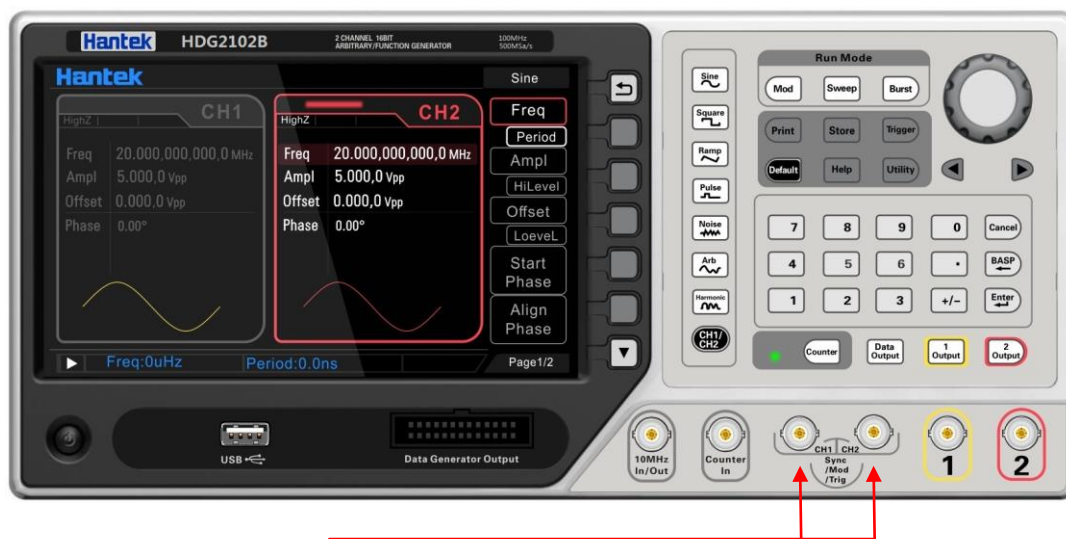 Hantek HDG2102B 2 CHANNEL 16BIT 100MHz
ARBITRARY/FUNCTION GENERATOR 500MSa/s
Hantek Sine
CH1
HighZ
Freq 20.000,000,000,0 MHz
Ampl 5.000,0 Vpp
Offset 0.000,0 Vpp
Phase 0.00°
CH2
HighZ
Freq 20.000,000,000,0 MHz
Ampl 5.000,0 Vpp
Offset 0.000,0 Vpp
Phase 0.00°
Freq
Period
Ampl
HiLevel
Offset
LoeveL
Start
Phase
Align
Phase
Freq:0uHz Period:0.0ns Page1/2
Sine
Square
Ramp
Pulse
Noise
Arb
Harmonic
CH1/
CH2
Run Mode
Mod Sweep Burst
Print Store Trigger
Default Help Utility
7 8 9 0 Cancel
4 5 6 . BASP
1 2 3 +/- Enter
Counter Data Output 1 Output 2 Output
USB
Data Generator Output
10MHz
In/Out
Counter
In
CH1 CH2
Sync
/Mod
/Trig
1
2